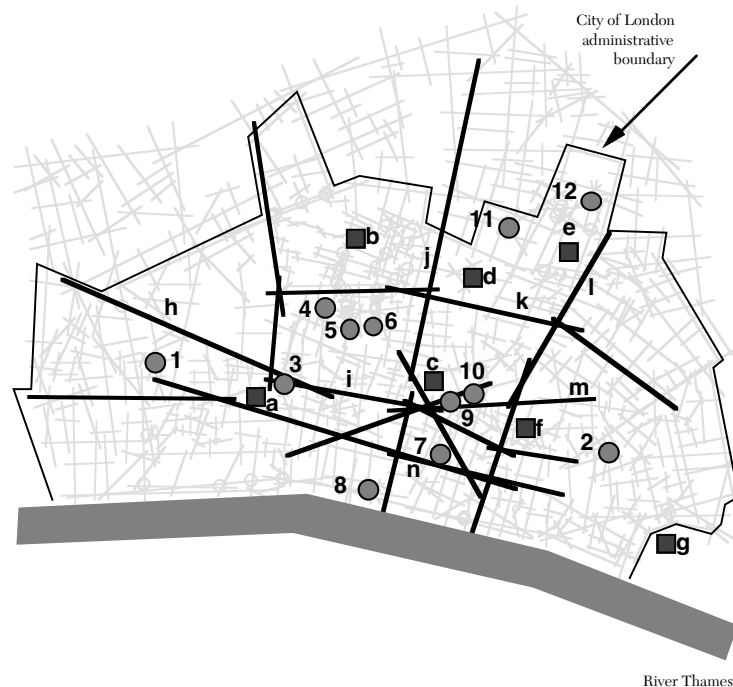 City of London
administrative
boundary
12
11
e
b
j
d
l
k
h
4
5
6
1
3
c
10
i
m
a
9
f
2
7
n
8
g
River Thames